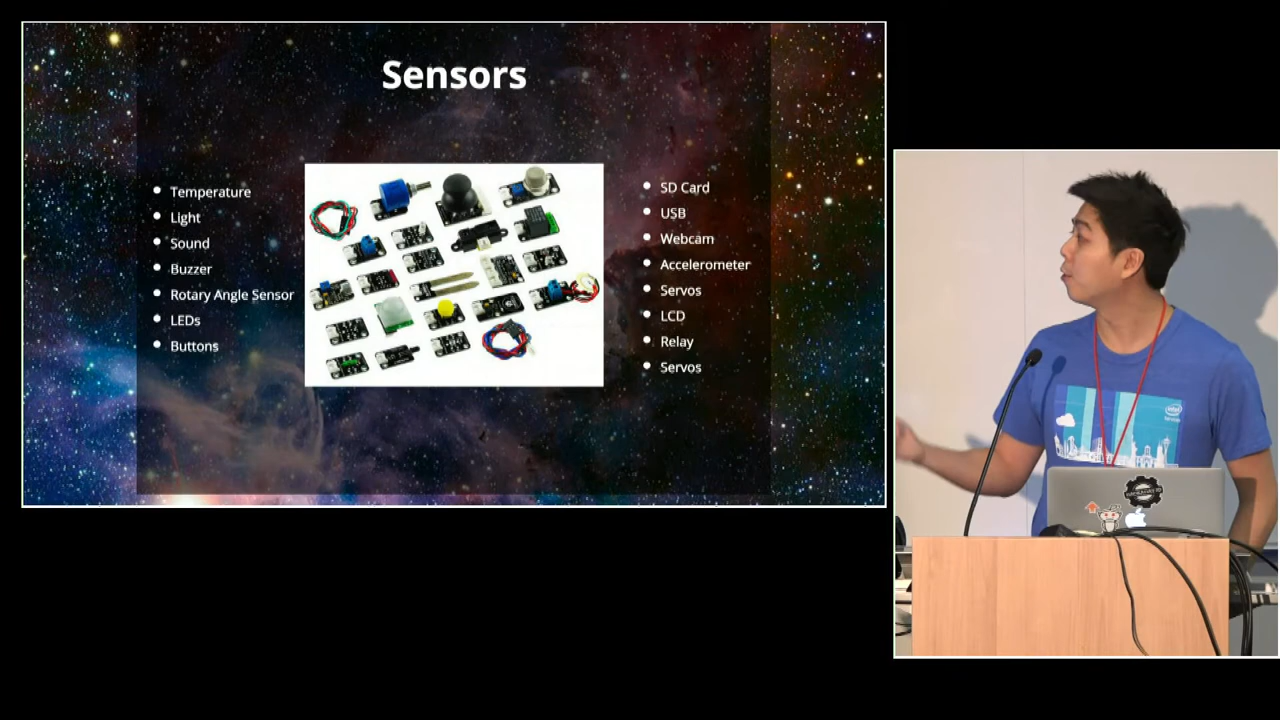 Sensors
Temperature
Light
Sound
Buzzer
Rotary Angle Sensor
LEDs
Buttons
SD Card
USB
Webcam
Accelerometer
Servos
LCD
Relay
Servos
intel